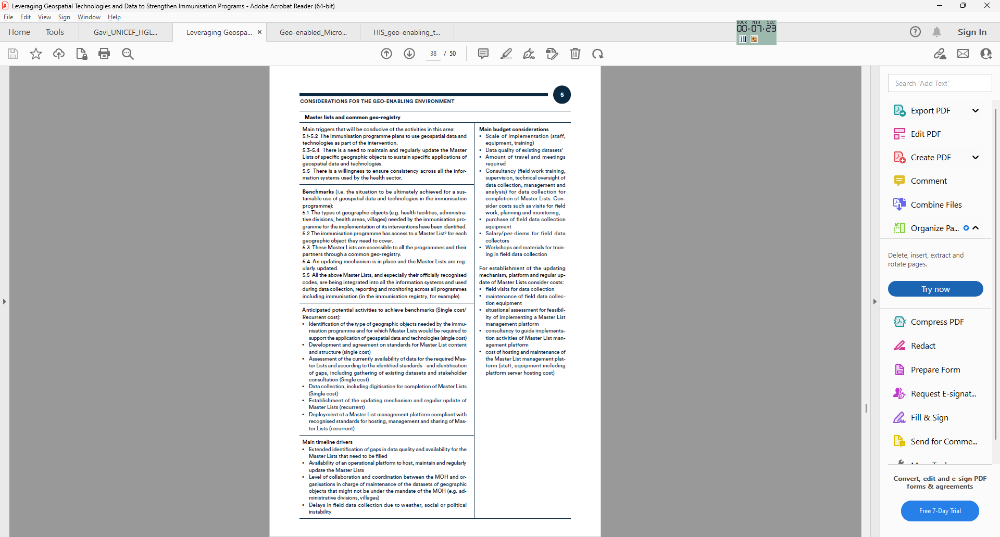 Leveraging Geospatial Technologies and Data to Strengthen Immunisation Programs - Adobe Acrobat Reader (64-bit)
File Edit View Sign Window Help
Home Tools Gavi_UNICEF_HGL... Leveraging Geospa... Geo-enabled_Micro... HIS_geo-enabling_t...
HOUR MIN SEC
00:07:23
Sign In
38 / 50
5
CONSIDERATIONS FOR THE GEO-ENABLING ENVIRONMENT
Master lists and common geo-registry
Main triggers that will be conducive of the activities in this area:
5.1-5.2 The immunisation programme plans to use geospatial data and
technologies as part of the intervention.
5.3-5.4 There is a need to maintain and regularly update the Master
Lists of specific geographic objects to sustain specific applications of
geospatial data and technologies.
5.5 There is a willingness to ensure consistency across all the infor-
mation systems used by the health sector.
Benchmarks (i.e. the situation to be ultimately achieved for a sus-
tainable use of geospatial data and technologies in the immunisation
programme):
5.1 The types of geographic objects (e.g. health facilities, administra-
tive divisions, health areas, villages) needed by the immunisation pro-
gramme for the implementation of its interventions have been identified.
5.2 The immunisation programme has access to a Master List² for each
geographic object they need to cover.
5.3 These Master Lists are accessible to all the programmes and their
partners through a common geo-registry.
5.4 An updating mechanism is in place and the Master Lists are reg-
ularly updated.
5.5 All the above Master Lists, and especially their officially recognised
codes, are being integrated into all the information systems and used
during data collection, reporting and monitoring across all programmes
including immunisation (in the immunisation registry, for example).
Anticipated potential activities to achieve benchmarks (Single cost/
Recurrent cost):
• Identification of the type of geographic objects needed by the immu-
nisation programme and for which Master Lists would be required to
support the application of geospatial data and technologies (single cost)
• Development and agreement on standards for Master List content
and structure (single cost)
• Assessment of the currently availability of data for the required Mas-
ter Lists and according to the identified standards and identification
of gaps, including gathering of existing datasets and stakeholder
consultation (Single cost)
• Data collection, including digitisation for completion of Master Lists
(Single cost)
• Establishment of the updating mechanism and regular update of
Master Lists (recurrent)
• Deployment of a Master List management platform compliant with
recognised standards for hosting, management and sharing of Mas-
ter Lists (recurrent)
Main timeline drivers
• Extended identification of gaps in data quality and availability for the
Master Lists that need to be filled
• Availability of an operational platform to host, maintain and regularly
update the Master Lists
• Level of collaboration and coordination between the MOH and or-
ganisations in charge of maintenance of the datasets of geographic
objects that might not be under the mandate of the MOH (e.g. ad-
ministrative divisions, villages)
• Delays in field data collection due to weather, social or political
instability
Main budget considerations
• Scale of implementation (staff,
equipment, training)
• Data quality of existing datasets¹
• Amount of travel and meetings
required
• Consultancy (field work training,
supervision, technical oversight of
data collection, management and
analysis) for data collection for
completion of Master Lists. Con-
sider costs such as visits for field
work, planning and monitoring,
• purchase of field data collection
equipment
• Salary/per-diems for field data
collectors
• Workshops and materials for train-
ing in field data collection
For establishment of the updating
mechanism, platform and regular up-
date of Master Lists consider costs:
• field visits for data collection
• maintenance of field data collec-
tion equipment
• situational assessment for feasibil-
ity of implementing a Master List
management platform
• consultancy to guide implementa-
tion activities of Master List man-
agement platform
• cost of hosting and maintenance of
the Master List management plat-
form (staff, equipment including
platform server hosting cost)
Search 'Add Text'
Export PDF
Edit PDF
Create PDF
Comment
Combine Files
Organize Pa...
Delete, insert, extract and
rotate pages.
Try now
Compress PDF
Redact
Prepare Form
Request E-signat...
Fill & Sign
Send for Comme...
Convert, edit and e-sign PDF
forms & agreements
Free 7-Day Trial